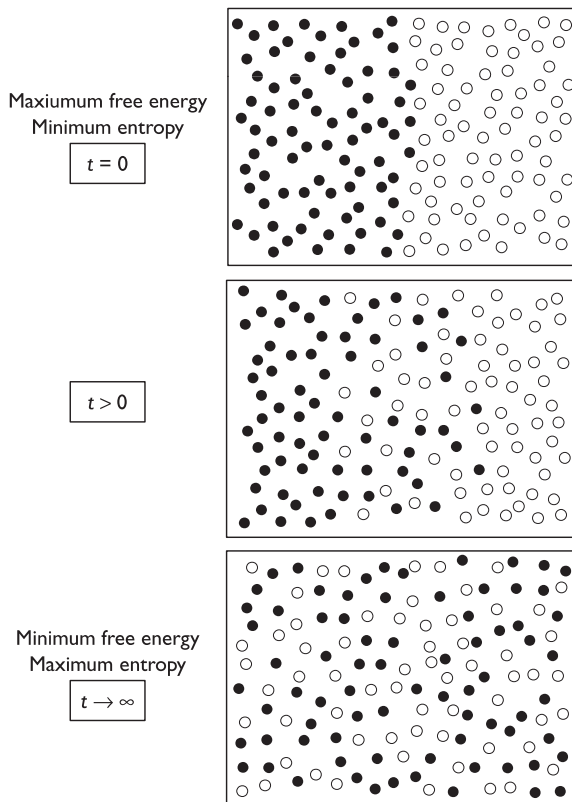 Maxiumum free energy
Minimum entropy
t = 0
t > 0
Minimum free energy
Maximum entropy
t → ∞